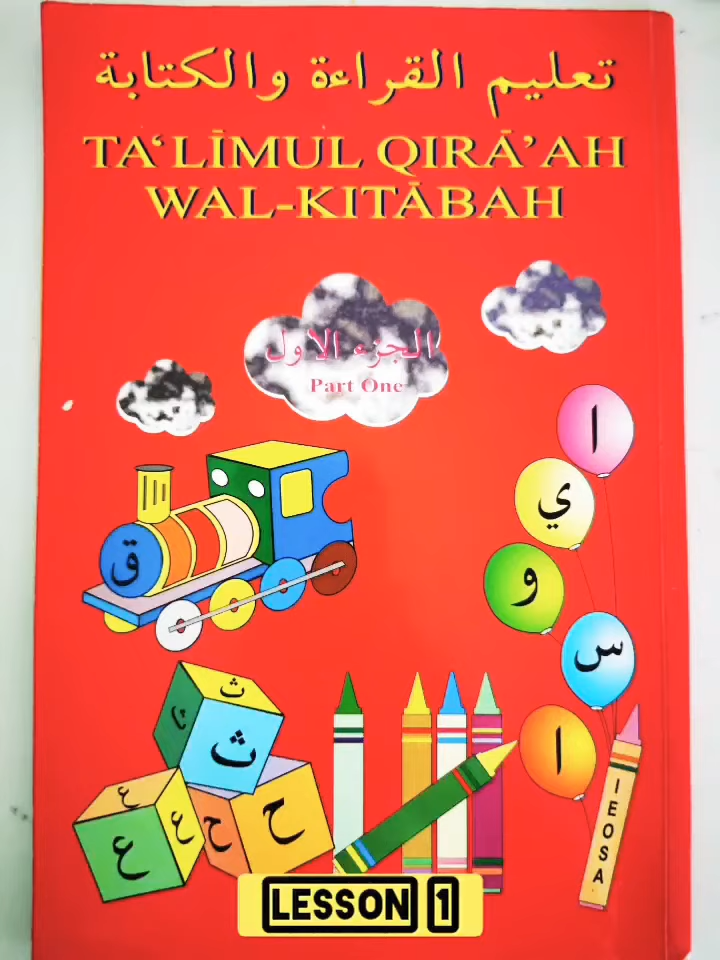 تعليم القراءة والكتابة
TA‘LĪMUL QIRĀ’AH
WAL-KITĀBAH
الجزء الاول
Part One
ا
ي
و
س
ا
ق
ث
ث
ث
ع
ع
ع
ح
ح
IEOSA
LESSON 1